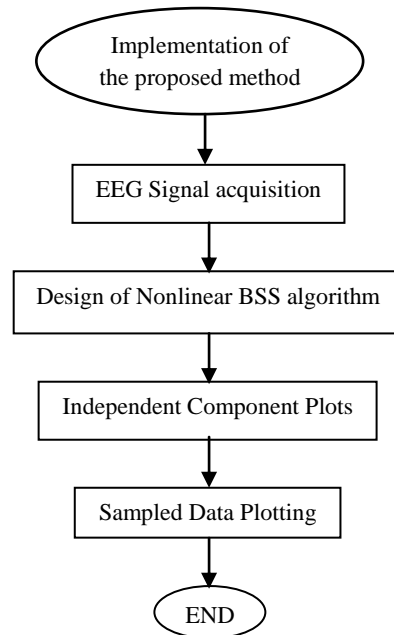 Implementation of
the proposed method
EEG Signal acquisition
Design of Nonlinear BSS algorithm
Independent Component Plots
Sampled Data Plotting
END